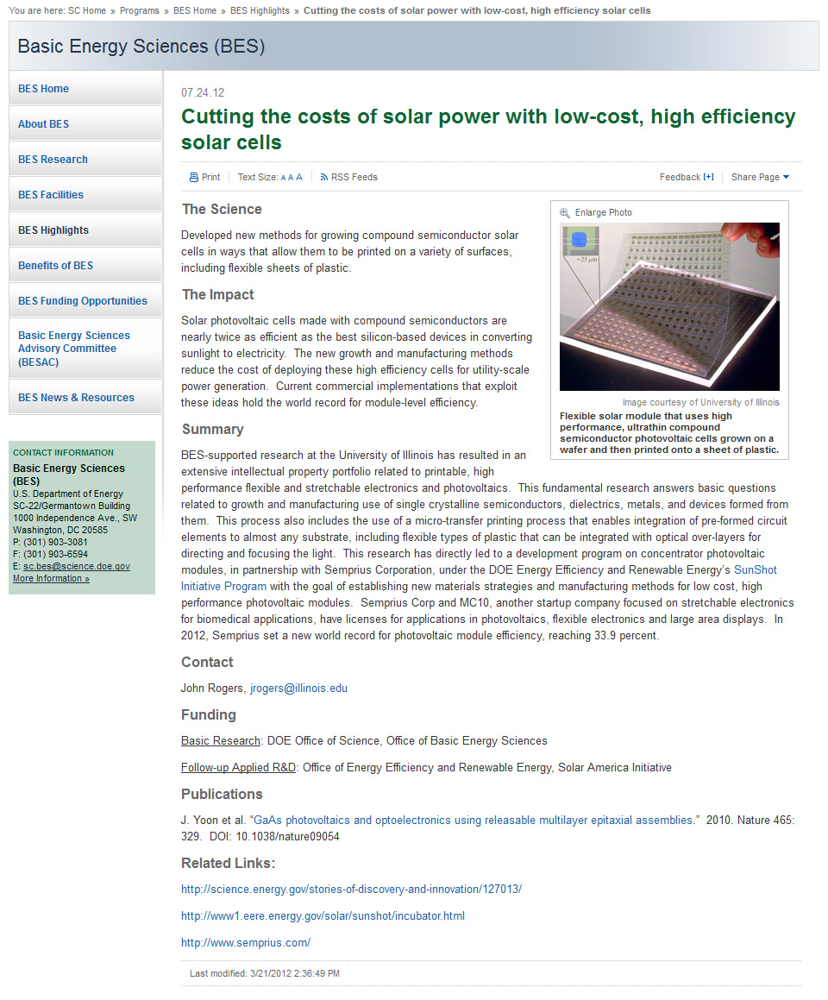 You are here: SC Home » Programs » BES Home » BES Highlights » Cutting the costs of solar power with low-cost, high efficiency solar cells
Basic Energy Sciences (BES)
BES Home
About BES
BES Research
BES Facilities
BES Highlights
Benefits of BES
BES Funding Opportunities
Basic Energy Sciences
Advisory Committee
(BESAC)
BES News & Resources
CONTACT INFORMATION
Basic Energy Sciences
(BES)
U.S. Department of Energy
SC-22/Germantown Building
1000 Independence Ave., SW
Washington, DC 20585
P: (301) 903-3081
F: (301) 903-6594
E: sc.bes@science.doe.gov
More Information »
07.24.12
Cutting the costs of solar power with low-cost, high efficiency
solar cells
Print Text Size: A A A RSS Feeds Feedback [+] Share Page
The Science
Developed new methods for growing compound semiconductor solar
cells in ways that allow them to be printed on a variety of surfaces,
including flexible sheets of plastic.
The Impact
Solar photovoltaic cells made with compound semiconductors are
nearly twice as efficient as the best silicon-based devices in converting
sunlight to electricity.  The new growth and manufacturing methods
reduce the cost of deploying these high efficiency cells for utility-scale
power generation.  Current commercial implementations that exploit
these ideas hold the world record for module-level efficiency.
Enlarge Photo
~25 µm
Image courtesy of University of Illinois
Flexible solar module that uses high
performance, ultrathin compound
semiconductor photovoltaic cells grown on a
wafer and then printed onto a sheet of plastic.
Summary
BES-supported research at the University of Illinois has resulted in an
extensive intellectual property portfolio related to printable, high
performance flexible and stretchable electronics and photovoltaics.  This fundamental research answers basic questions
related to growth and manufacturing use of single crystalline semiconductors, dielectrics, metals, and devices formed from
them.  This process also includes the use of a micro-transfer printing process that enables integration of pre-formed circuit
elements to almost any substrate, including flexible types of plastic that can be integrated with optical over-layers for
directing and focusing the light.  This research has directly led to a development program on concentrator photovoltaic
modules, in partnership with Semprius Corporation, under the DOE Energy Efficiency and Renewable Energy's SunShot
Initiative Program with the goal of establishing new materials strategies and manufacturing methods for low cost, high
performance photovoltaic modules.  Semprius Corp and MC10, another startup company focused on stretchable electronics
for biomedical applications, have licenses for applications in photovoltaics, flexible electronics and large area displays.  In
2012, Semprius set a new world record for photovoltaic module efficiency, reaching 33.9 percent.
Contact
John Rogers, jrogers@illinois.edu
Funding
Basic Research: DOE Office of Science, Office of Basic Energy Sciences
Follow-up Applied R&D: Office of Energy Efficiency and Renewable Energy, Solar America Initiative
Publications
J. Yoon et al. “GaAs photovoltaics and optoelectronics using releasable multilayer epitaxial assemblies.”  2010. Nature 465:
329.  DOI: 10.1038/nature09054
Related Links:
http://science.energy.gov/stories-of-discovery-and-innovation/127013/
http://www1.eere.energy.gov/solar/sunshot/incubator.html
http://www.semprius.com/
Last modified: 3/21/2012 2:36:49 PM